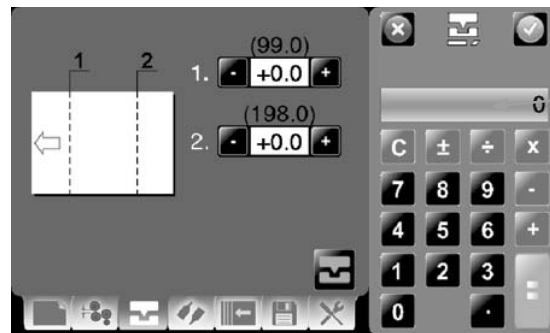 1 2
(99.0)
1. - +0.0 +
(198.0)
2. - +0.0 +
0
C ± ÷ x
7 8 9 -
4 5 6 +
1 2 3 =
0 .